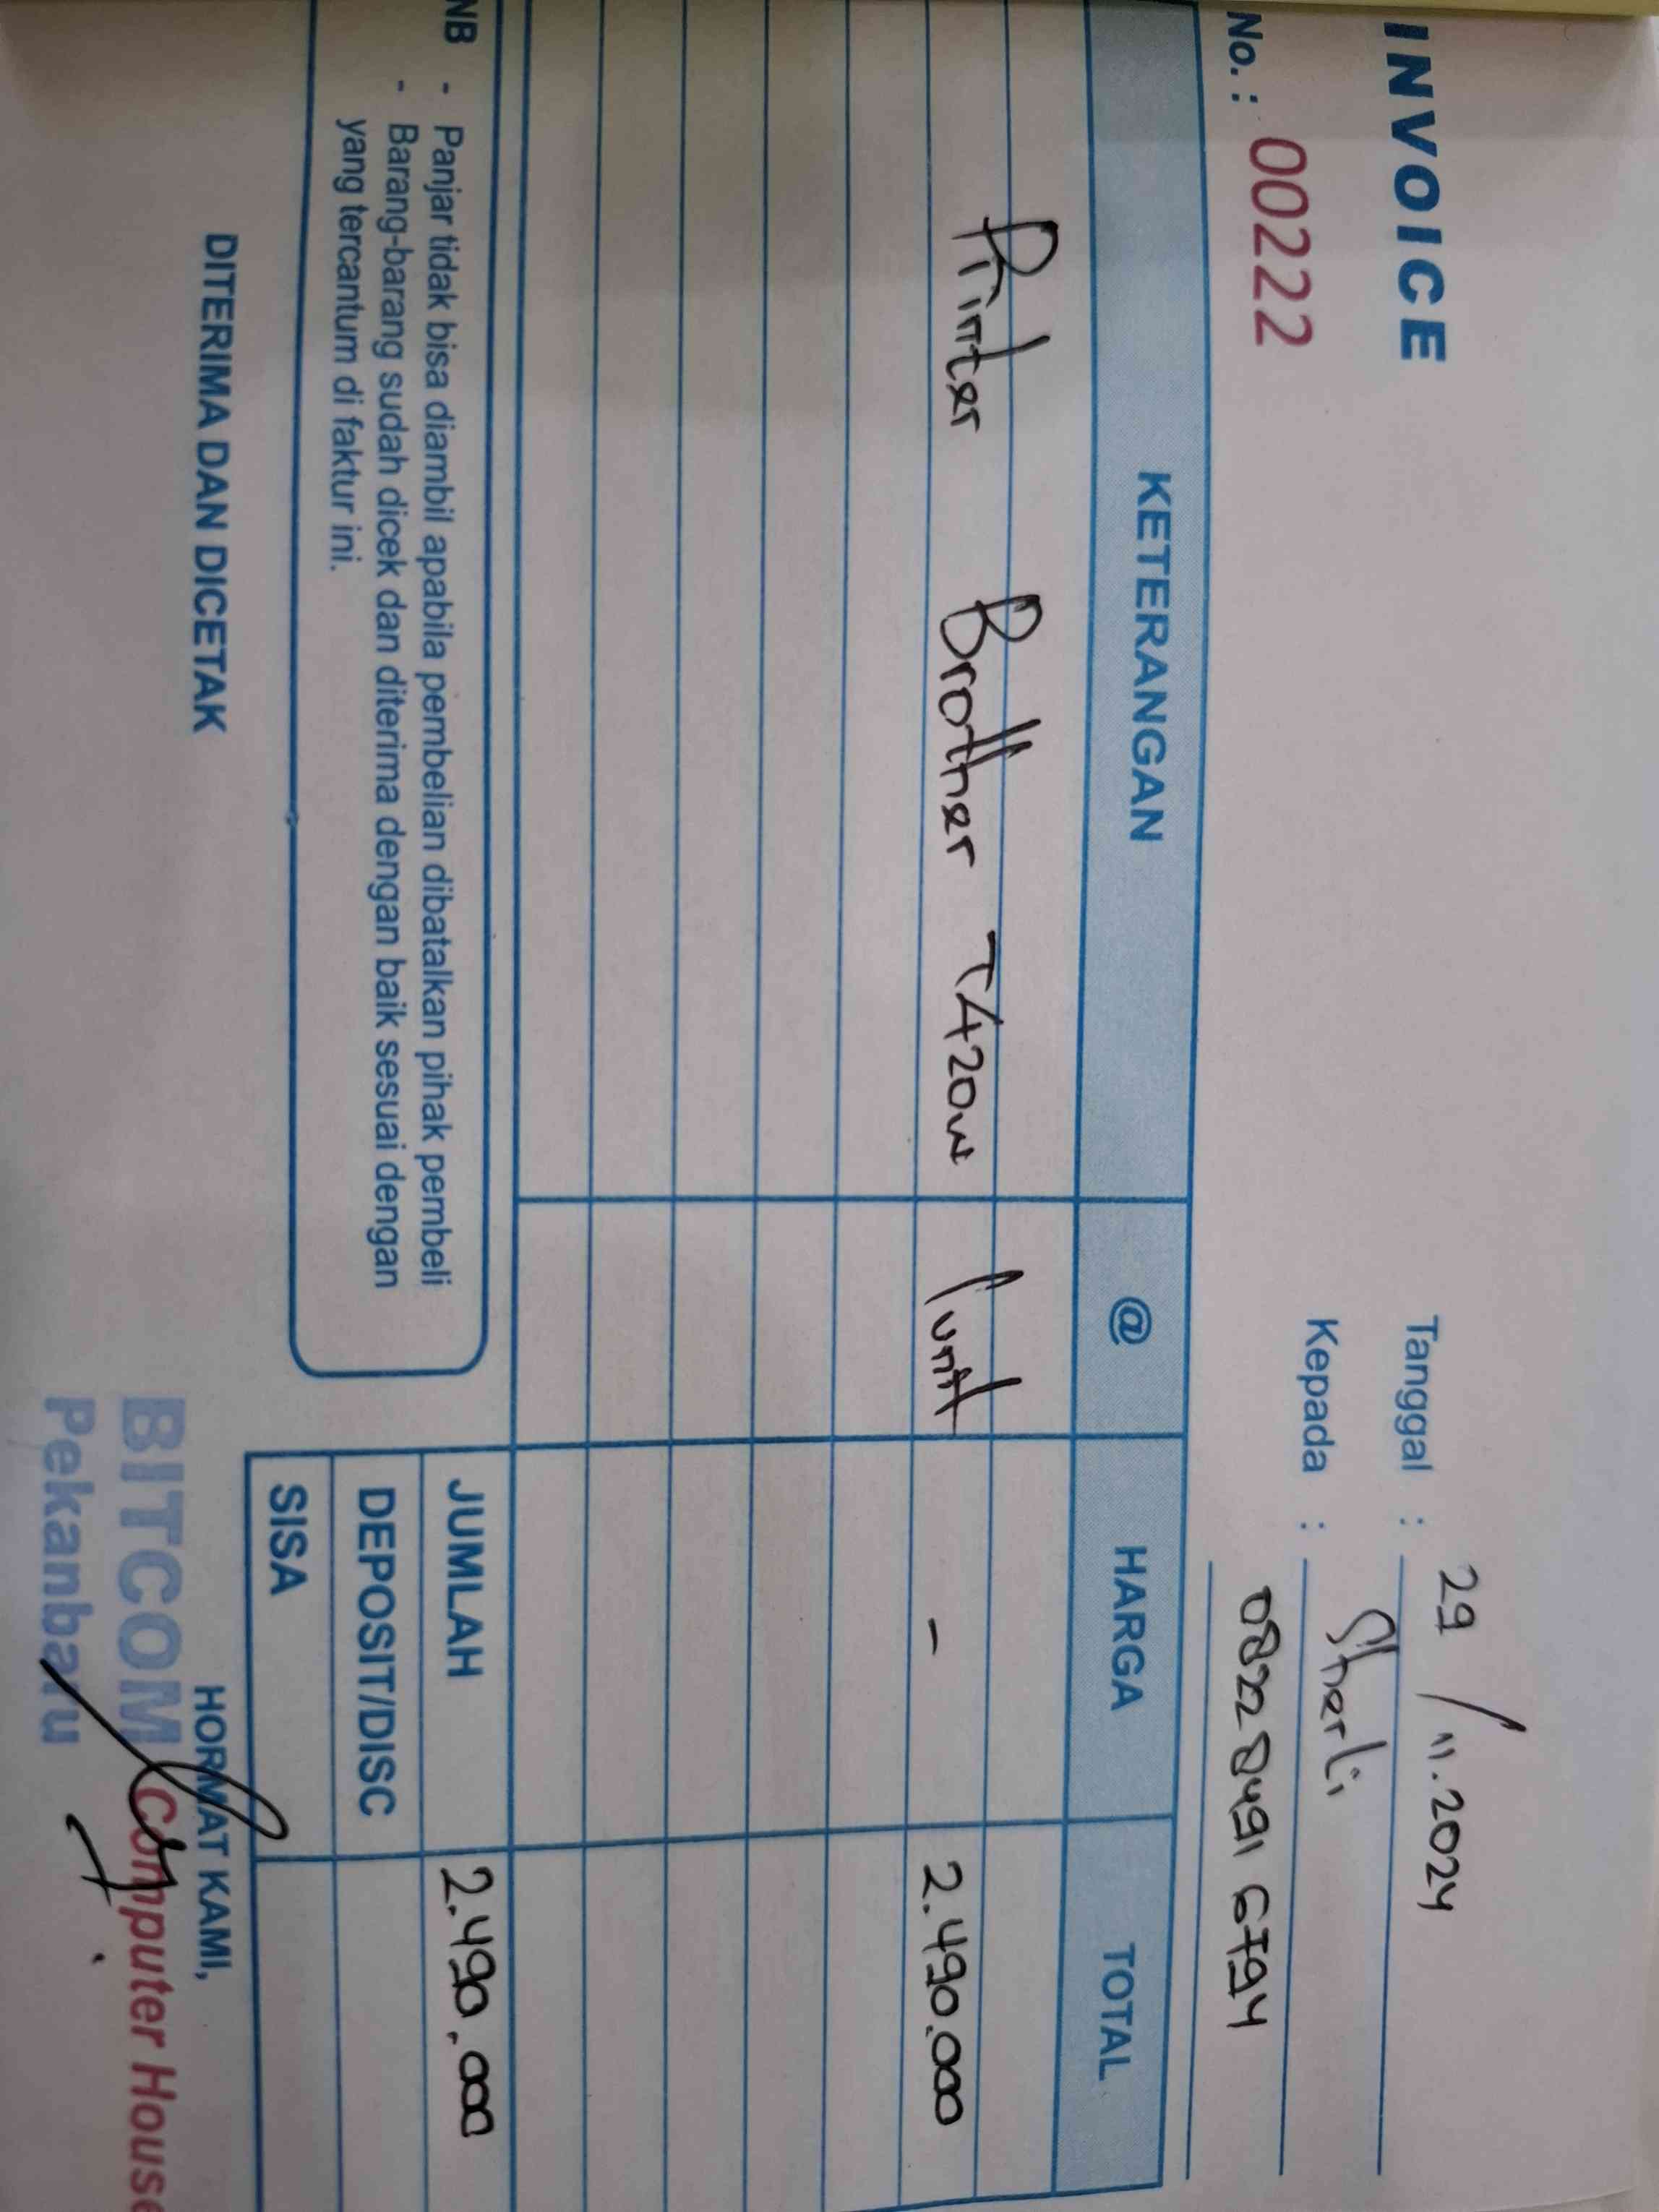 INVOICE
No. : 00222
Tanggal : 29 / 11.2024
Kepada : Sherli
0822 8491 6794
KETERANGAN @ HARGA TOTAL
Printer Brother T420W 1 unit - 2.490.000
JUMLAH 2.490.000
DEPOSIT/DISC
SISA
NB - Panjar tidak bisa diambil apabila pembelian dibatalkan pihak pembeli
- Barang-barang sudah dicek dan diterima dengan baik sesuai dengan
yang tercantum di faktur ini.
DITERIMA DAN DICETAK
HORMAT KAMI,
BITCOM Computer House
Pekanbaru